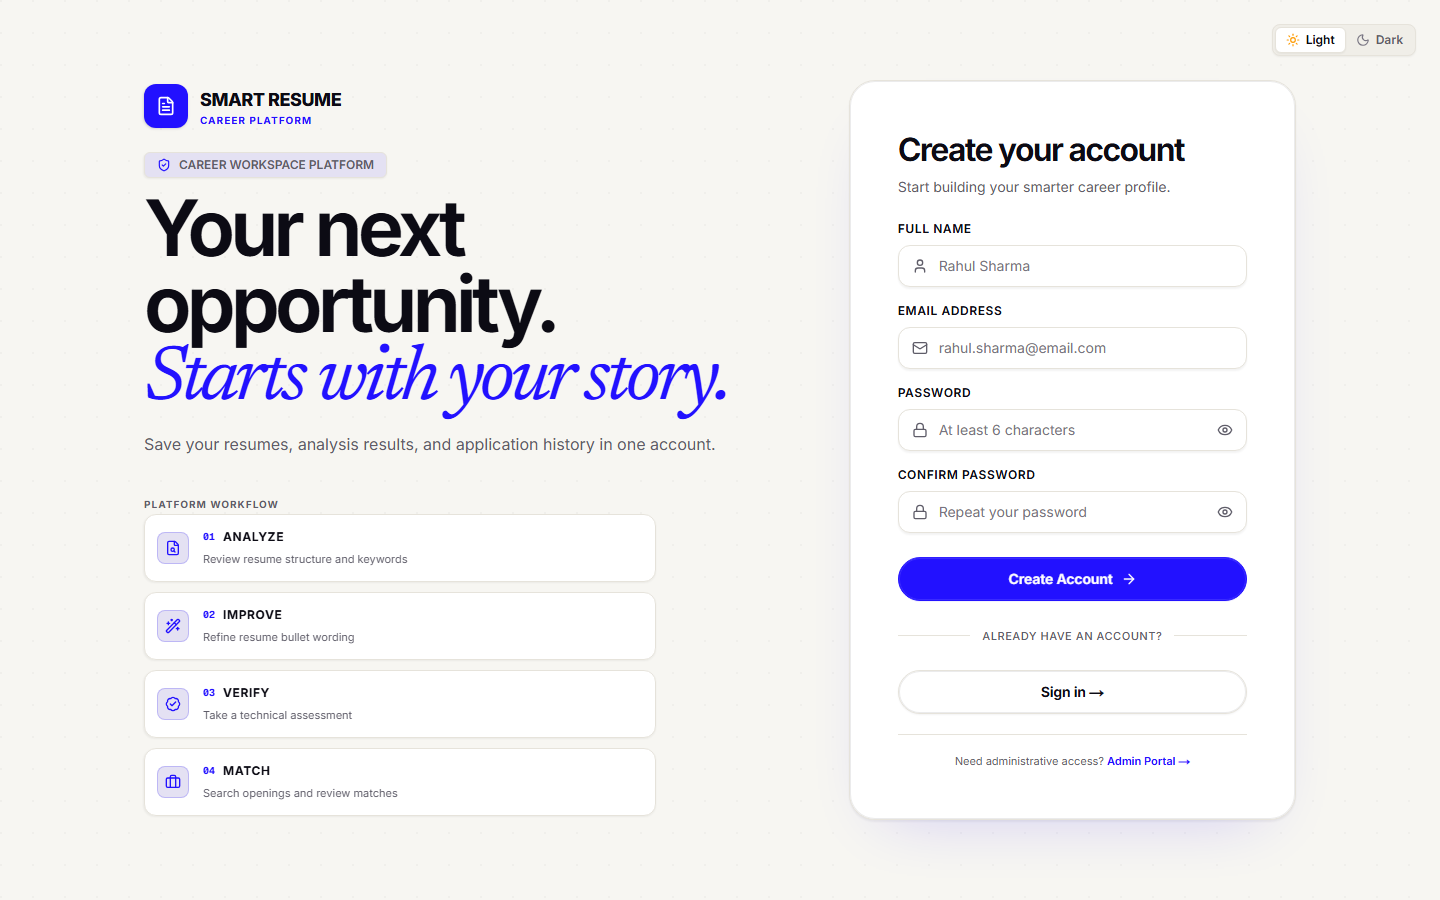 Light
Dark
SMART RESUME
CAREER PLATFORM
CAREER WORKSPACE PLATFORM
Your next
opportunity.
Starts with your story.
Save your resumes, analysis results, and application history in one account.
PLATFORM WORKFLOW
01 ANALYZE
Review resume structure and keywords
02 IMPROVE
Refine resume bullet wording
03 VERIFY
Take a technical assessment
04 MATCH
Search openings and review matches
Create your account
Start building your smarter career profile.
FULL NAME
Rahul Sharma
EMAIL ADDRESS
rahul.sharma@email.com
PASSWORD
At least 6 characters
CONFIRM PASSWORD
Repeat your password
Create Account →
ALREADY HAVE AN ACCOUNT?
Sign in →
Need administrative access? Admin Portal →